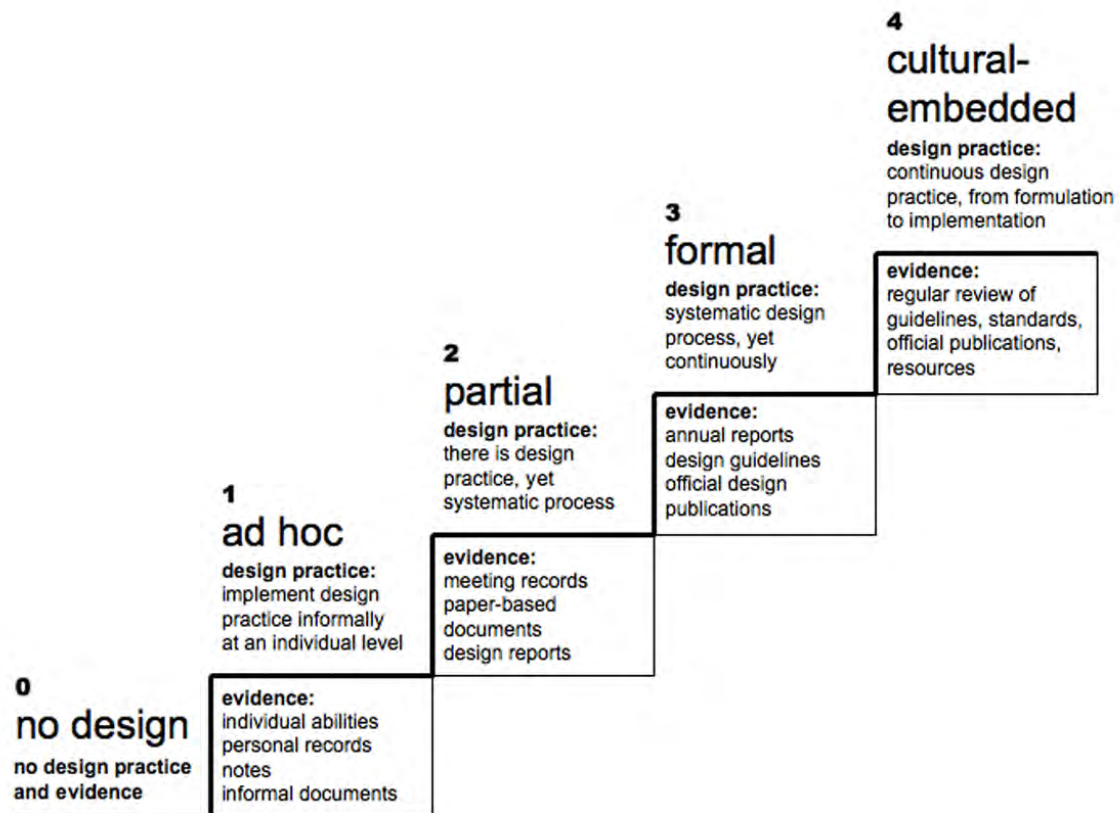 4
cultural-
embedded
design practice:
continuous design
practice, from formulation
to implementation
evidence:
regular review of
guidelines, standards,
official publications,
resources
3
formal
design practice:
systematic design
process, yet
continuously
evidence:
annual reports
design guidelines
official design
publications
2
partial
design practice:
there is design
practice, yet
systematic process
evidence:
meeting records
paper-based
documents
design reports
1
ad hoc
design practice:
implement design
practice informally
at an individual level
evidence:
individual abilities
personal records
notes
informal documents
0
no design
no design practice
and evidence